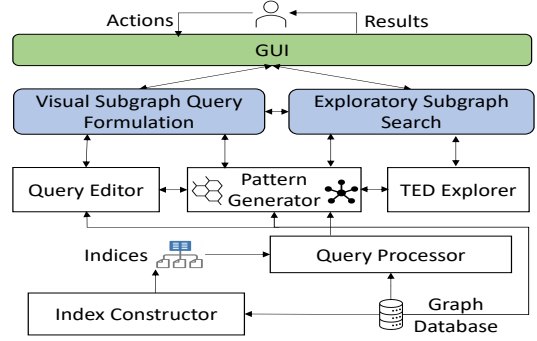 Actions
Results
GUI
Visual Subgraph Query
Formulation
Exploratory Subgraph
Search
Query Editor
Pattern
Generator
TED Explorer
Indices
Query Processor
Index Constructor
Graph
Database